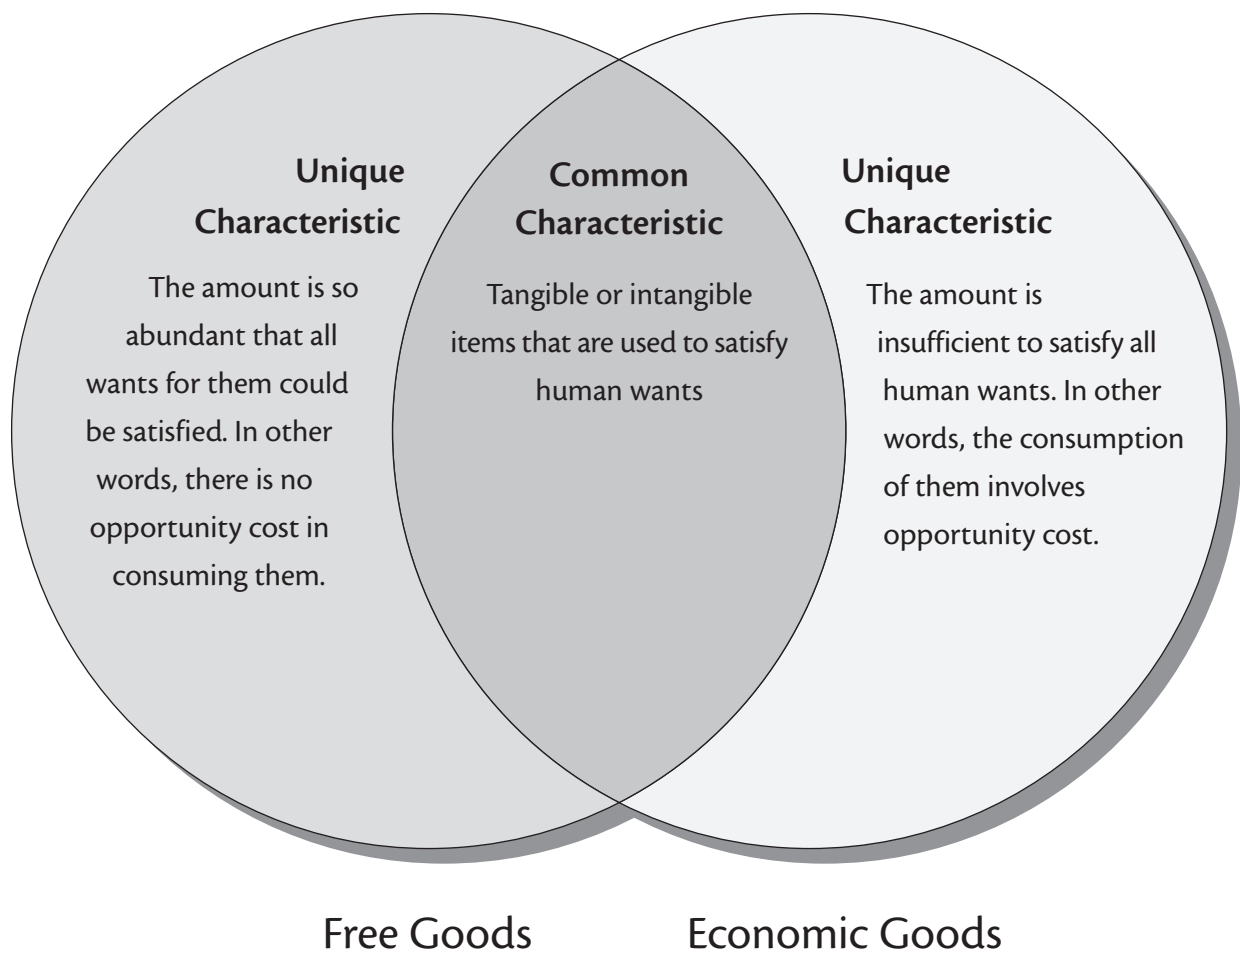 Unique
Characteristic
The amount is so
abundant that all
wants for them could
be satisfied. In other
words, there is no
opportunity cost in
consuming them.
Common
Characteristic
Tangible or intangible
items that are used to satisfy
human wants
Unique
Characteristic
The amount is
insufficient to satisfy all
human wants. In other
words, the consumption
of them involves
opportunity cost.
Free Goods
Economic Goods